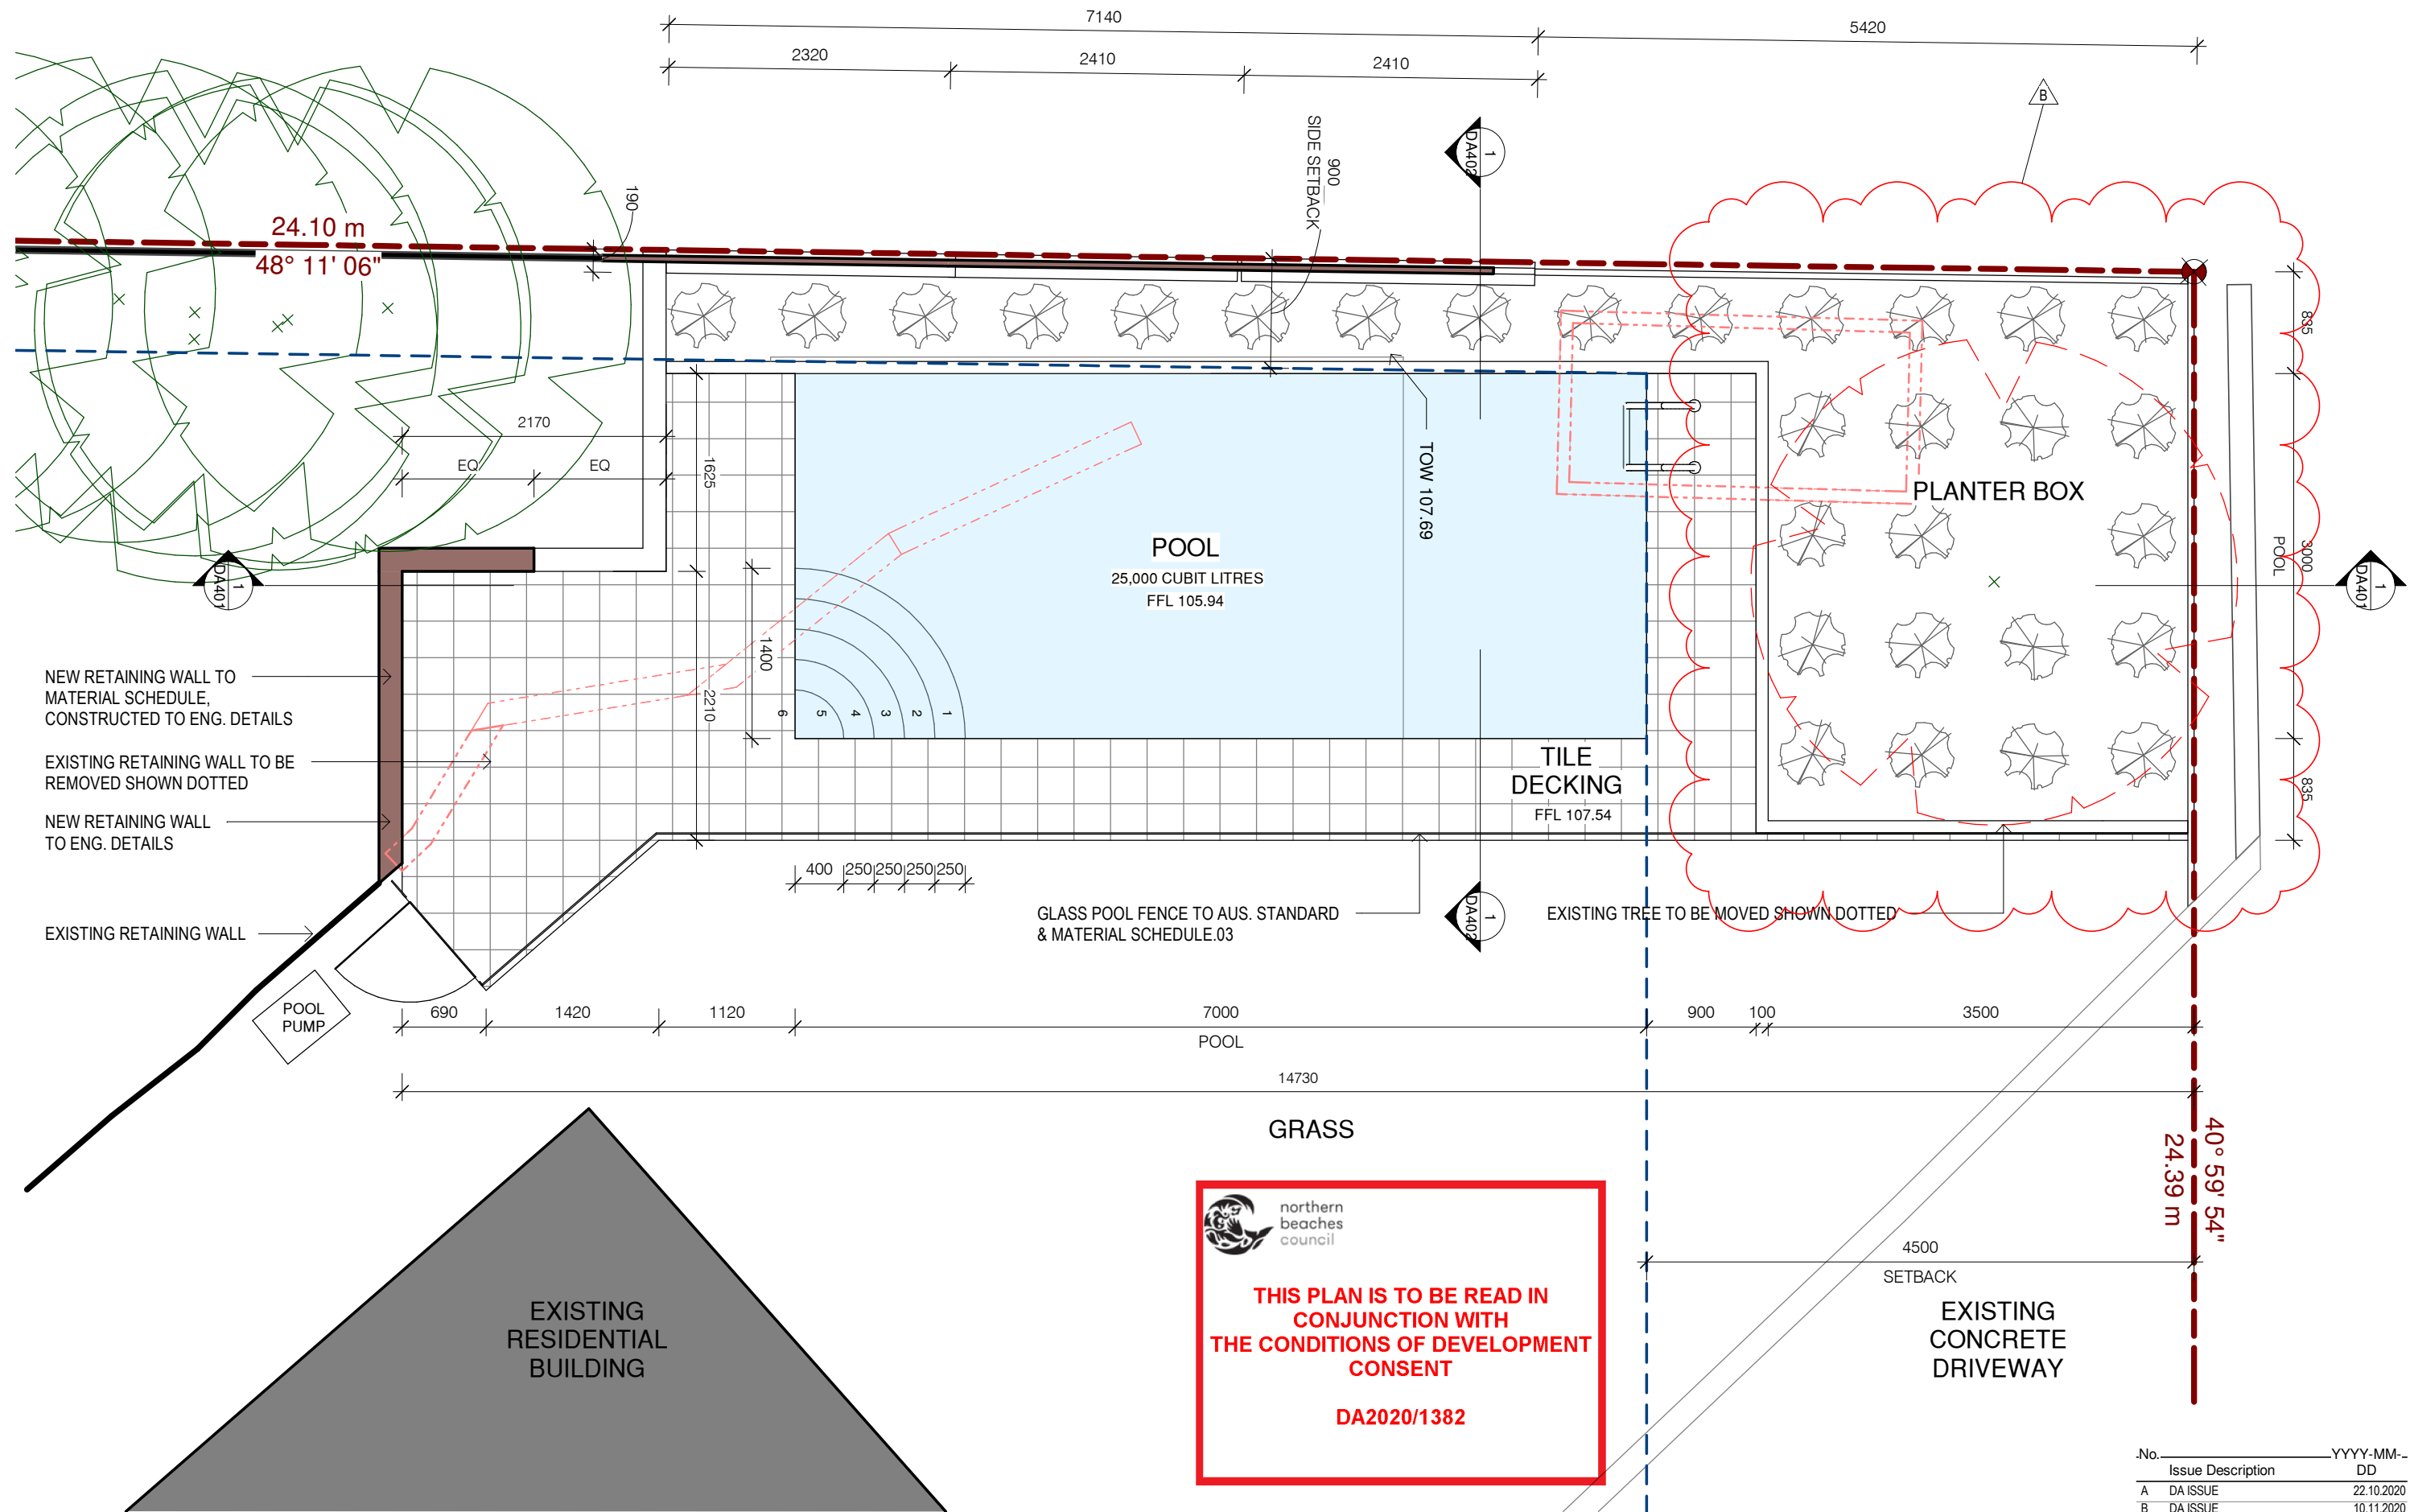 7140
5420
2320
2410
2410
B
SIDE SETBACK
900
1
DA402
190
24.10 m
48° 11' 06"
835
2170
EQ
EQ
1625
TOW 107.69
PLANTER BOX
POOL
25,000 CUBIT LITRES
FFL 105.94
3000
POOL
1
DA401
1
DA401
1400
2210
NEW RETAINING WALL TO
MATERIAL SCHEDULE,
CONSTRUCTED TO ENG. DETAILS
6
5
4
3
2
1
EXISTING RETAINING WALL TO BE
REMOVED SHOWN DOTTED
TILE
DECKING
FFL 107.54
835
NEW RETAINING WALL
TO ENG. DETAILS
400
250
250
250
250
GLASS POOL FENCE TO AUS. STANDARD
& MATERIAL SCHEDULE.03
1
DA402
EXISTING TREE TO BE MOVED SHOWN DOTTED
EXISTING RETAINING WALL
POOL
PUMP
690
1420
1120
7000
POOL
900
100
3500
14730
GRASS
40° 59' 54"
24.39 m
northern
beaches
council
4500
SETBACK
THIS PLAN IS TO BE READ IN
CONJUNCTION WITH
THE CONDITIONS OF DEVELOPMENT
CONSENT
DA2020/1382
EXISTING
RESIDENTIAL
BUILDING
EXISTING
CONCRETE
DRIVEWAY
No. YYYY-MM-
Issue Description DD
A DA ISSUE 22.10.2020
B DA ISSUE 10.11.2020